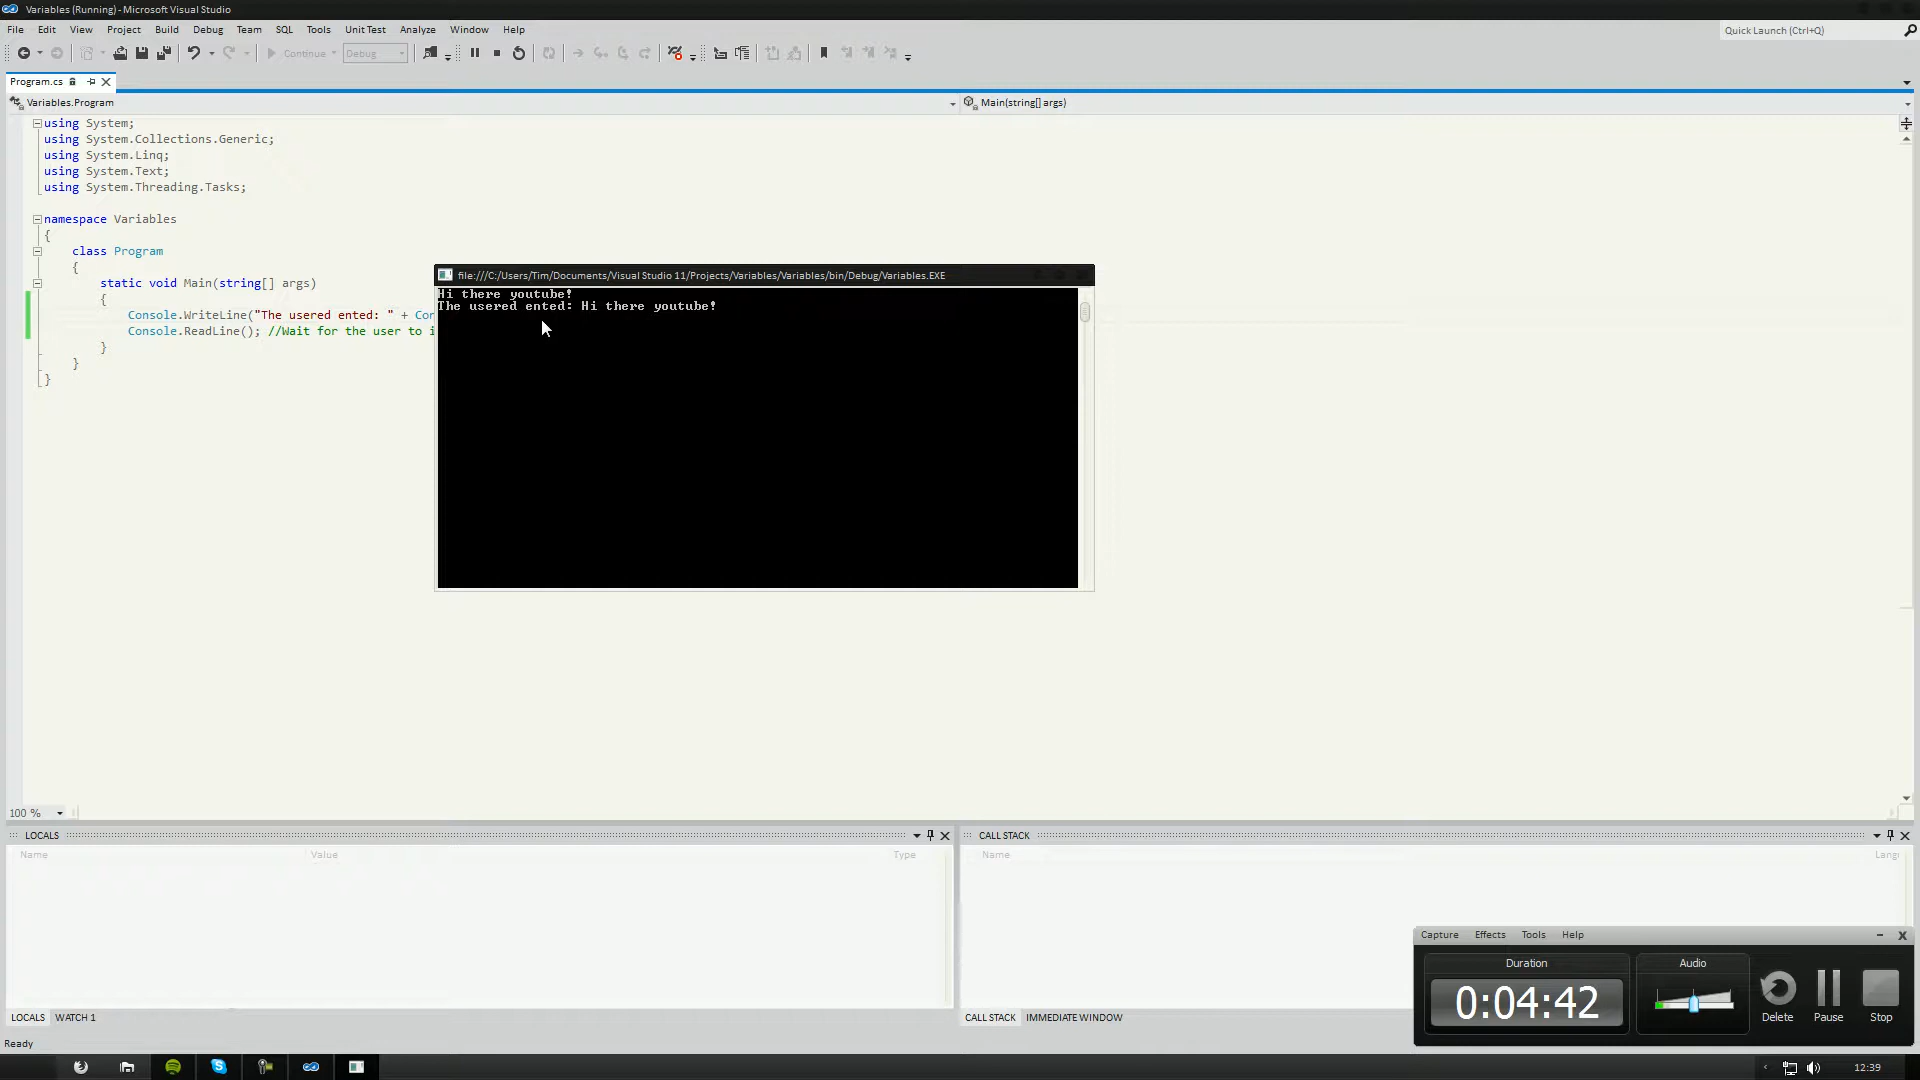 Variables (Running) - Microsoft Visual Studio
File Edit View Project Build Debug Team SQL Tools Unit Test Analyze Window Help
Quick Launch (Ctrl+Q)
Continue Debug
Program.cs
Variables.Program
Main(string[] args)
using System;
using System.Collections.Generic;
using System.Linq;
using System.Text;
using System.Threading.Tasks;
namespace Variables
{
class Program
{
static void Main(string[] args)
{
Console.WriteLine("The usered ented: " + Con
Console.ReadLine(); //Wait for the user to i
}
}
}
file:///C:/Users/Tim/Documents/Visual Studio 11/Projects/Variables/Variables/bin/Debug/Variables.EXE
Hi there youtube!
The usered ented: Hi there youtube!
100 %
LOCALS
Name Value Type
CALL STACK
Name Langu
LOCALS WATCH 1
CALL STACK IMMEDIATE WINDOW
Capture Effects Tools Help
Duration
Audio
0:04:42
Delete Pause Stop
Ready
12:39